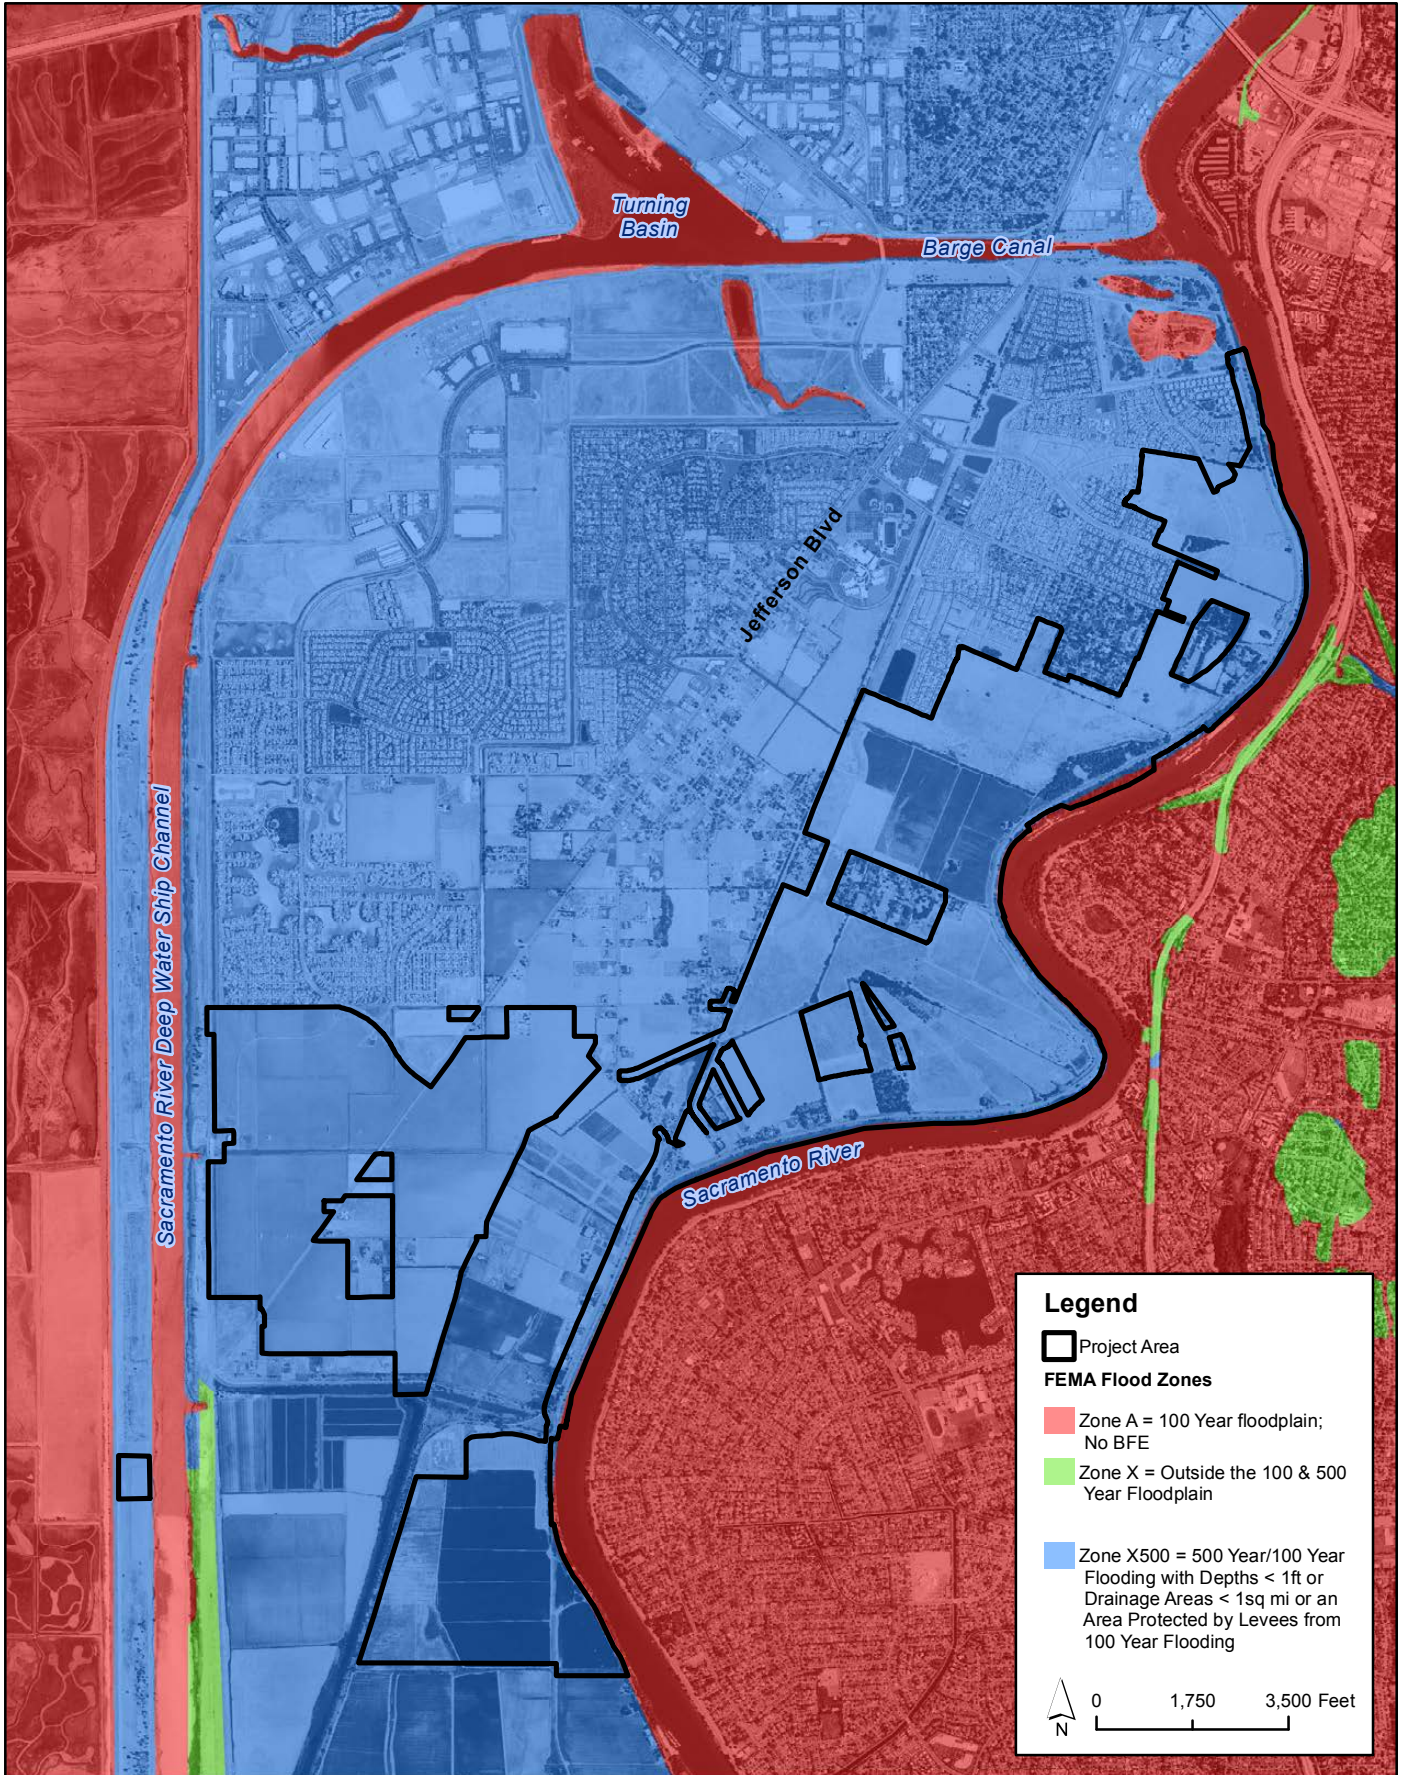 Turning
Basin
Barge Canal
Jefferson Blvd
Sacramento River Deep Water Ship Channel
Sacramento River
Legend
Project Area
FEMA Flood Zones
Zone A = 100 Year floodplain;
No BFE
Zone X = Outside the 100 & 500
Year Floodplain
Zone X500 = 500 Year/100 Year
Flooding with Depths < 1ft or
Drainage Areas < 1sq mi or an
Area Protected by Levees from
100 Year Flooding
N
0 1,750 3,500 Feet